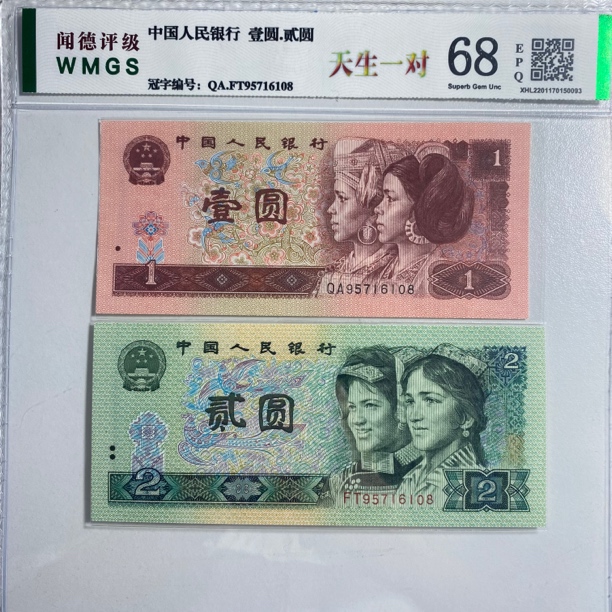 闻德评级
WMGS
中国人民银行 壹圆.贰圆
冠字编号: QA.FT95716108
天生一对
68
Superb Gem Unc
E
P
Q
XHL2201170150093
中国人民银行
1
壹圆
1
QA95716108
1
中国人民银行
2
贰圆
2
FT95716108
2